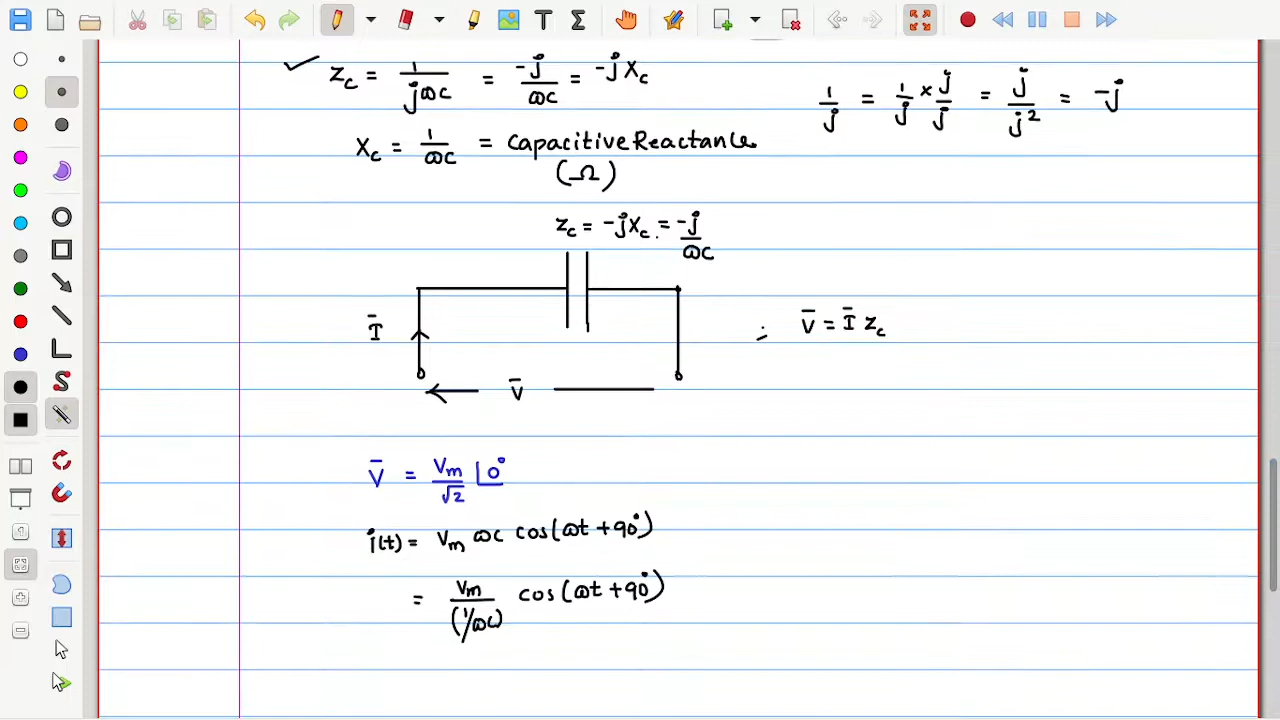 ✓ Zc = 1/jωC = -j/ωC = -jXc
1/j = 1/j × j/j = j/j² = -j
Xc = 1/ωC = Capacitive Reactance
(Ω)
Zc = -jXc = -j/ωC
Ī
V̄ = Ī Zc
V̄
V̄ = Vm/√2 ∠0°
i(t) = Vm ωC cos(ωt + 90°)
= Vm/(1/ωC) cos(ωt + 90°)